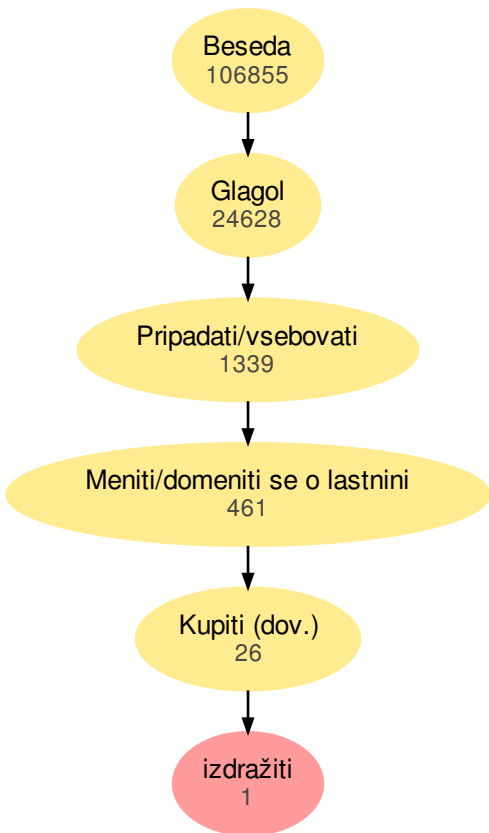 Beseda
106855
Glagol
24628
Pripadati/vsebovati
1339
Meniti/domeniti se o lastnini
461
Kupiti (dov.)
26
izdražiti
1